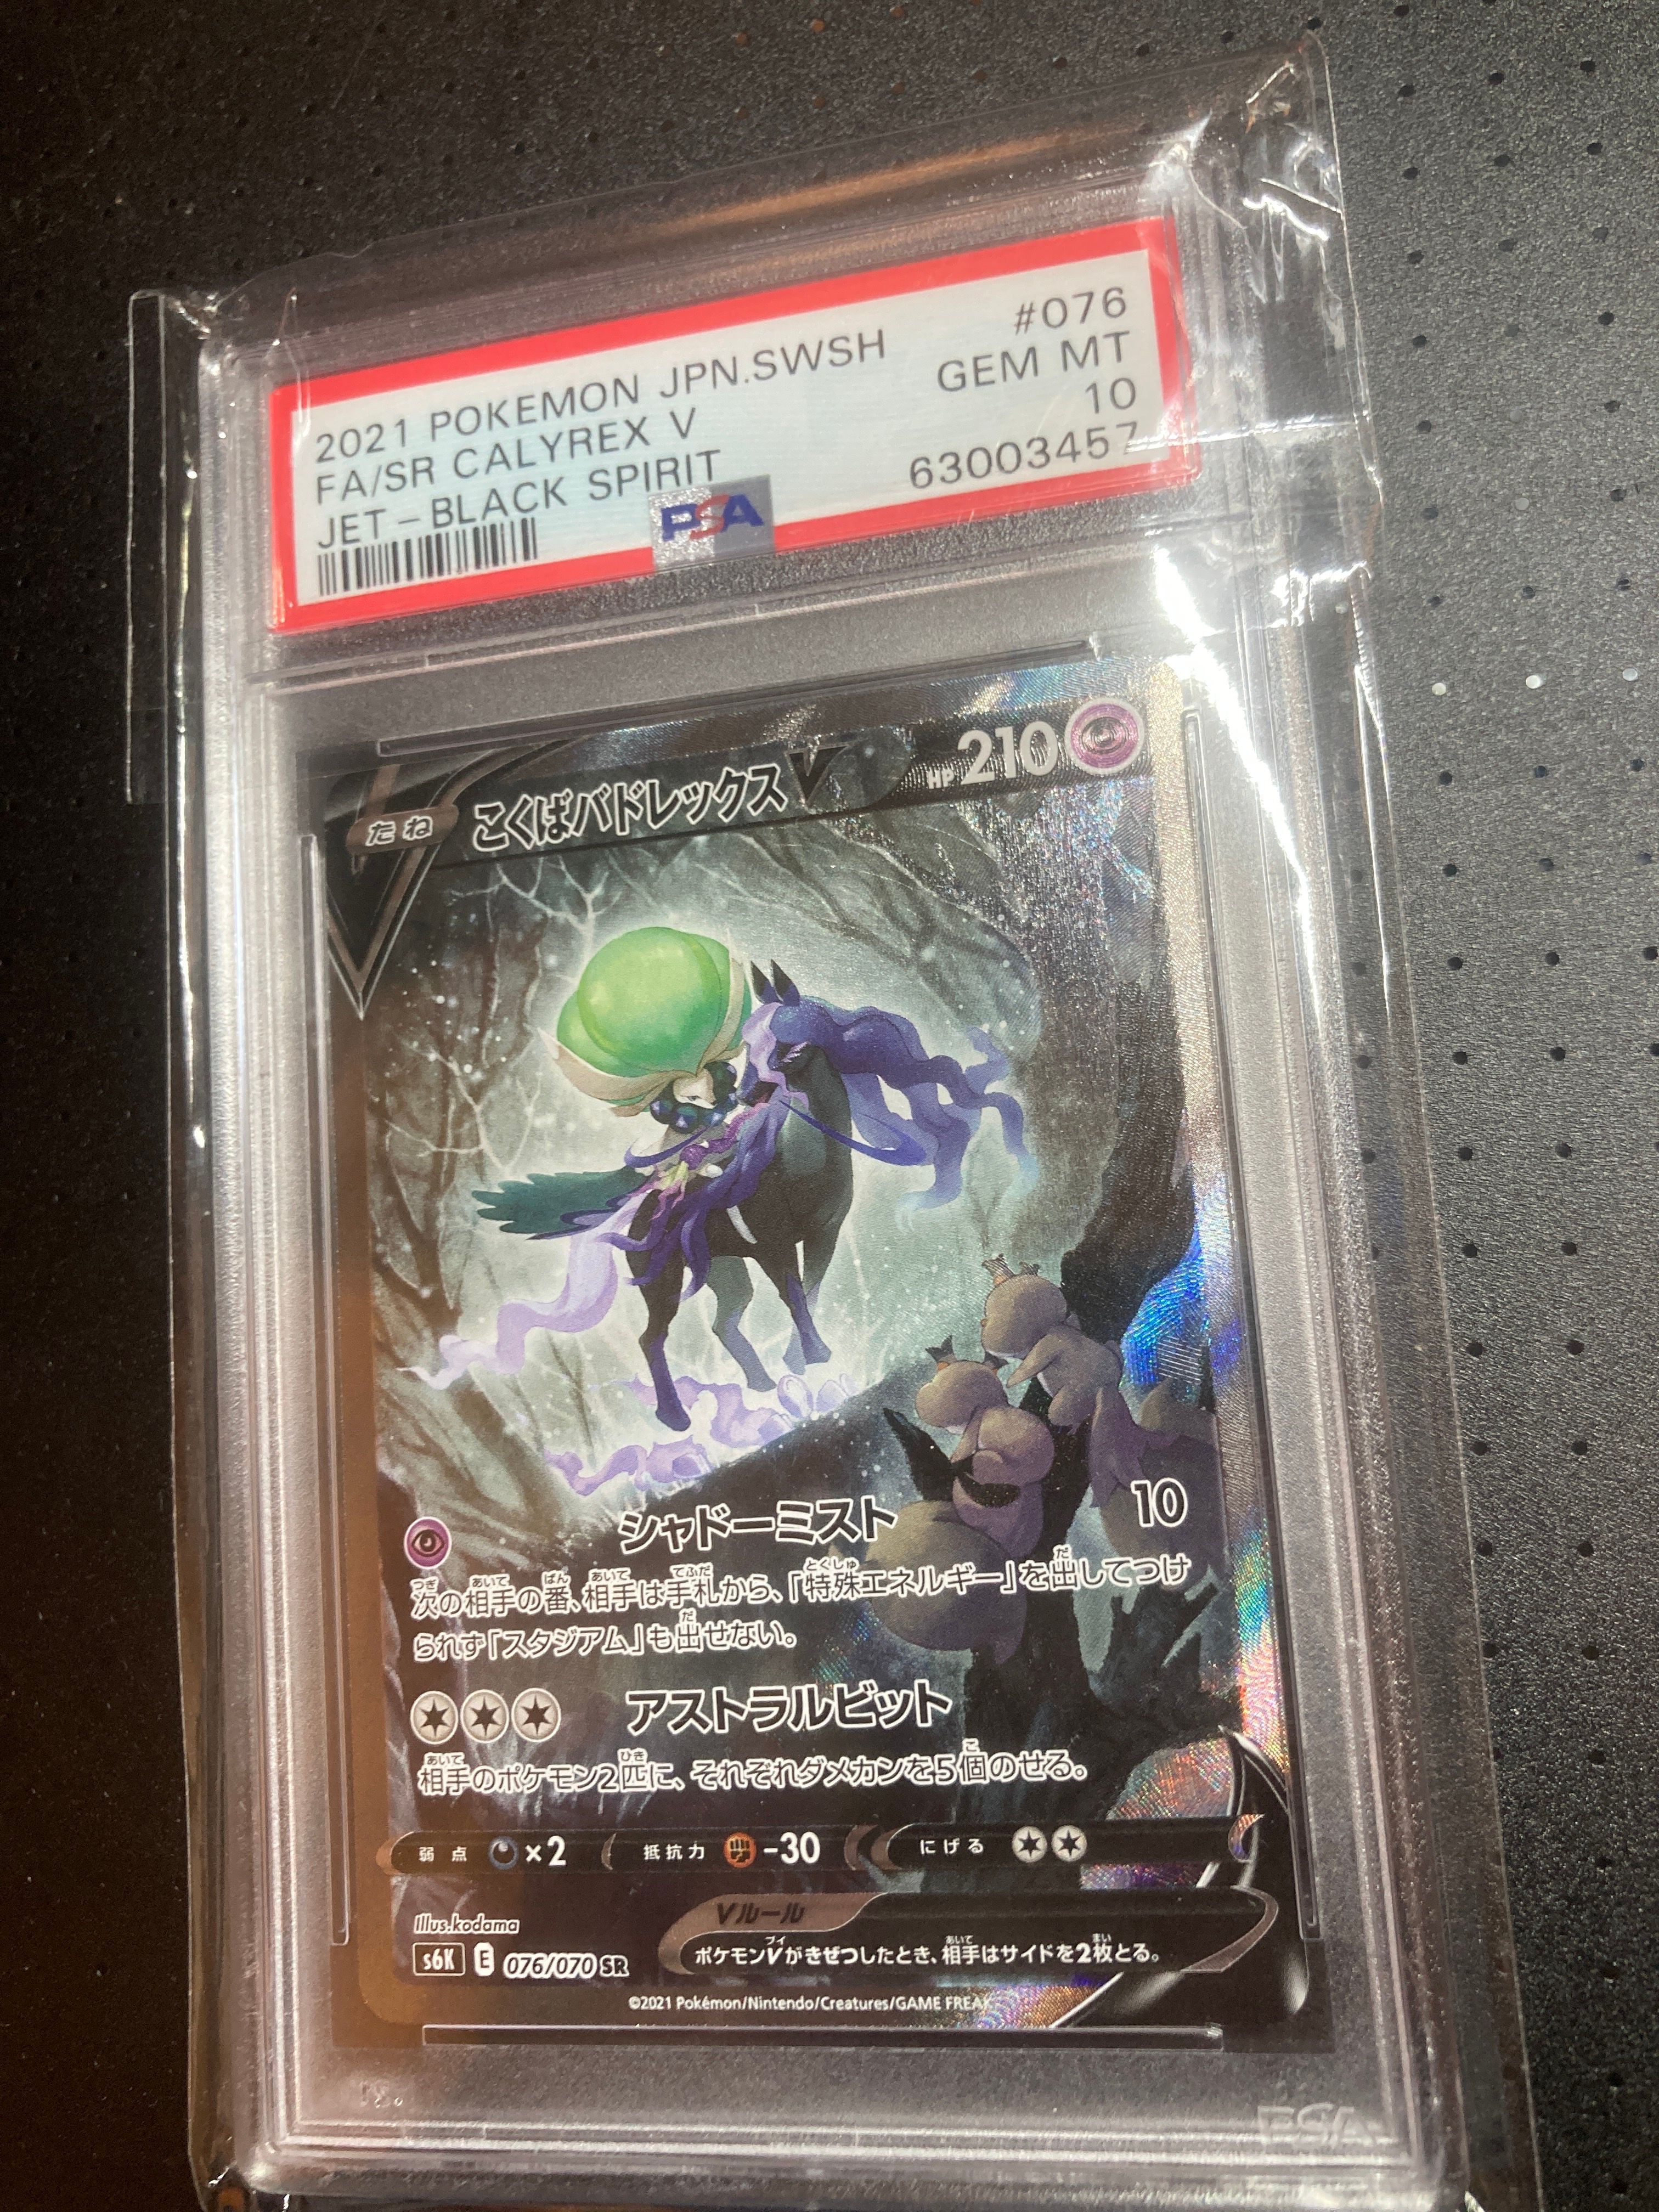 2021 POKEMON JPN.SWSH #076
FA/SR CALYREX V GEM MT
JET-BLACK SPIRIT 10
PSA 63003457
たね こくばバドレックスV HP 210
シャドーミスト 10
次の相手の番、相手は手札から、「特殊エネルギー」を出してつけ
られず「スタジアム」も出せない。
アストラルビット
相手のポケモン2匹に、それぞれダメカンを5個のせる。
弱点 ×2 抵抗力 -30 にげる
Illus.kodama
Vルール
s6K E 076/070 SR
ポケモンVがきぜつしたとき、相手はサイドを2枚とる。
©2021 Pokémon/Nintendo/Creatures/GAME FREAK
PSA